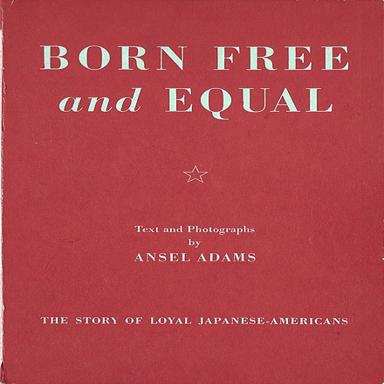 BORN FREE
and EQUAL
Text and Photographs
by
ANSEL ADAMS
THE STORY OF LOYAL JAPANESE-AMERICANS